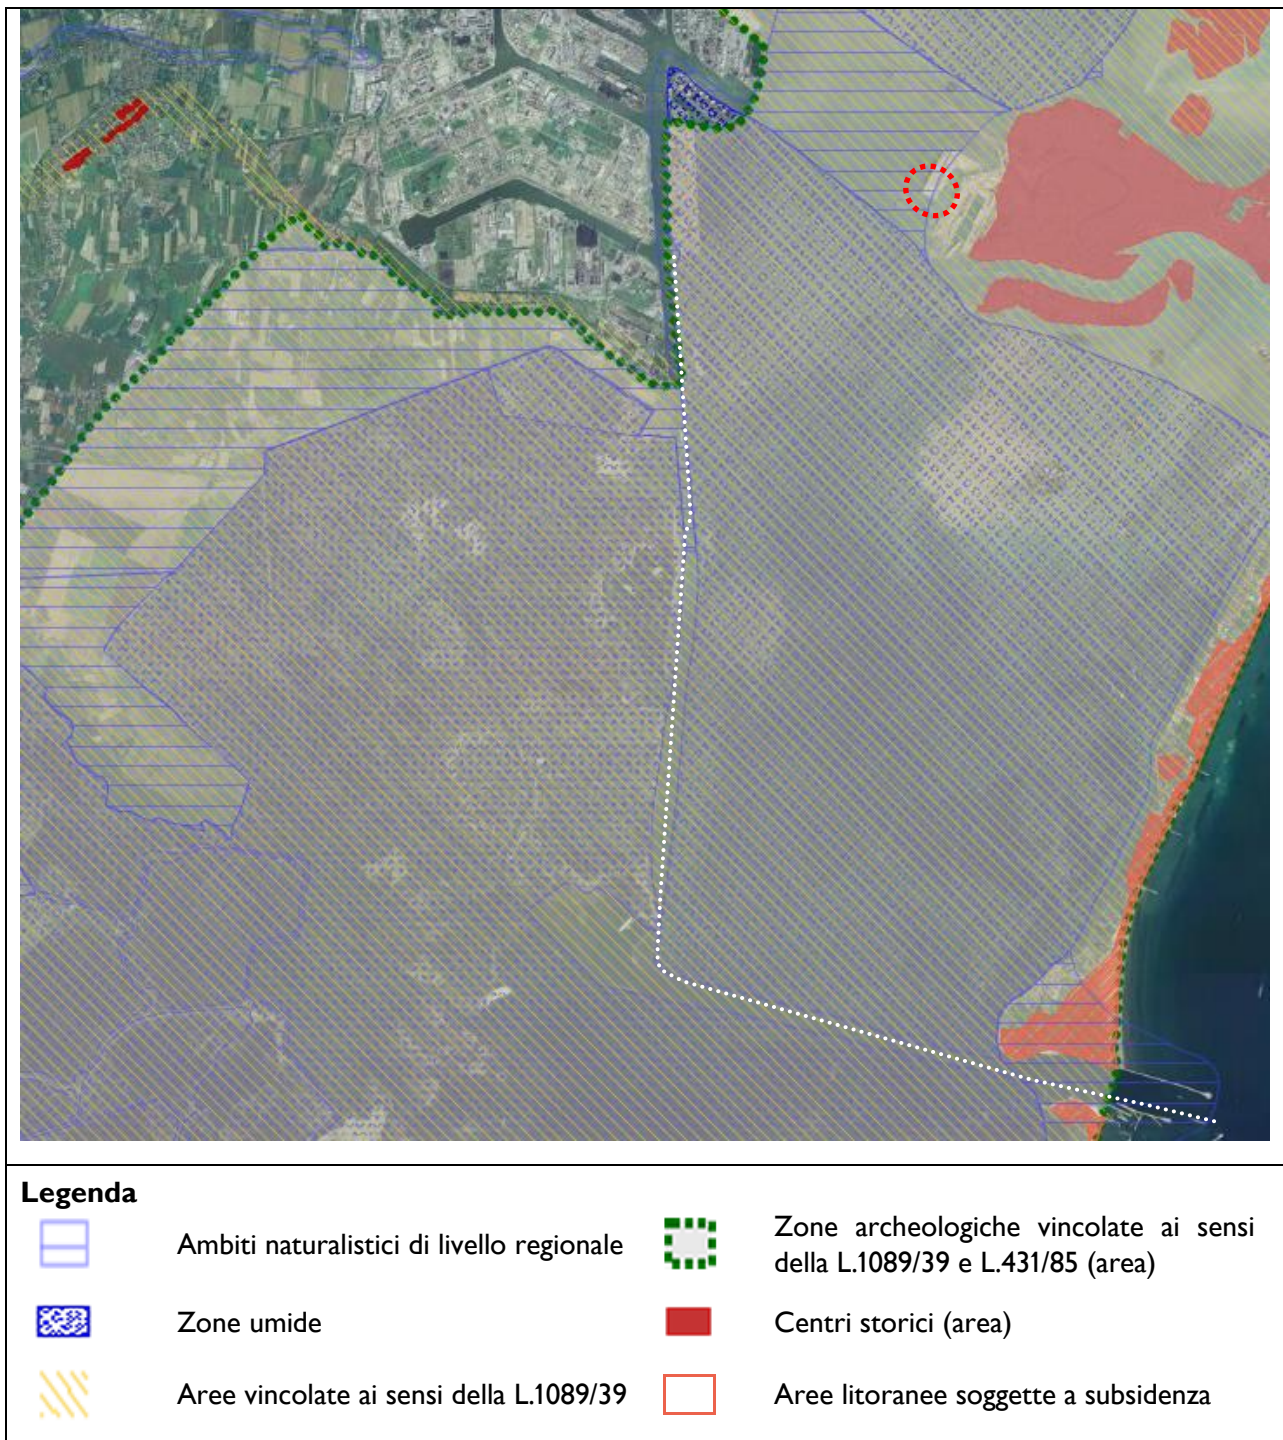 Legenda
Ambiti naturalistici di livello regionale
Zone archeologiche vincolate ai sensi
della L.1089/39 e L.431/85 (area)
Zone umide
Centri storici (area)
Aree vincolate ai sensi della L.1089/39
Aree litoranee soggette a subsidenza